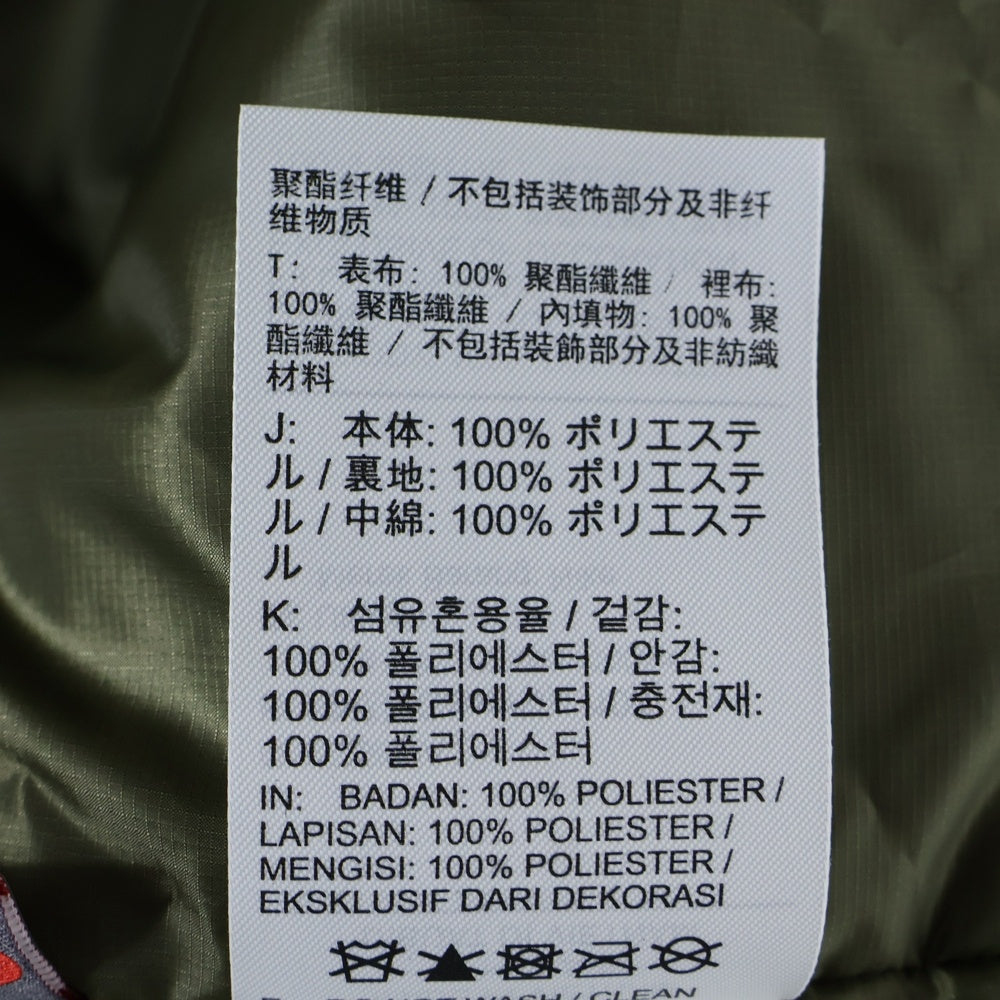 聚酯纤维 / 不包括装饰部分及非纤
维物质
T: 表布: 100% 聚酯纖維 / 裡布:
100% 聚酯纖維 / 內填物: 100% 聚
酯纖維 / 不包括裝飾部分及非紡織
材料
J: 本体: 100% ポリエステ
ル / 裏地: 100% ポリエステ
ル / 中綿: 100% ポリエステ
ル
K: 섬유혼용율 / 겉감:
100% 폴리에스터 / 안감:
100% 폴리에스터 / 충전재:
100% 폴리에스터
IN: BADAN: 100% POLIESTER /
LAPISAN: 100% POLIESTER /
MENGISI: 100% POLIESTER /
EKSKLUSIF DARI DEKORASI
NOT WASH / CLEAN